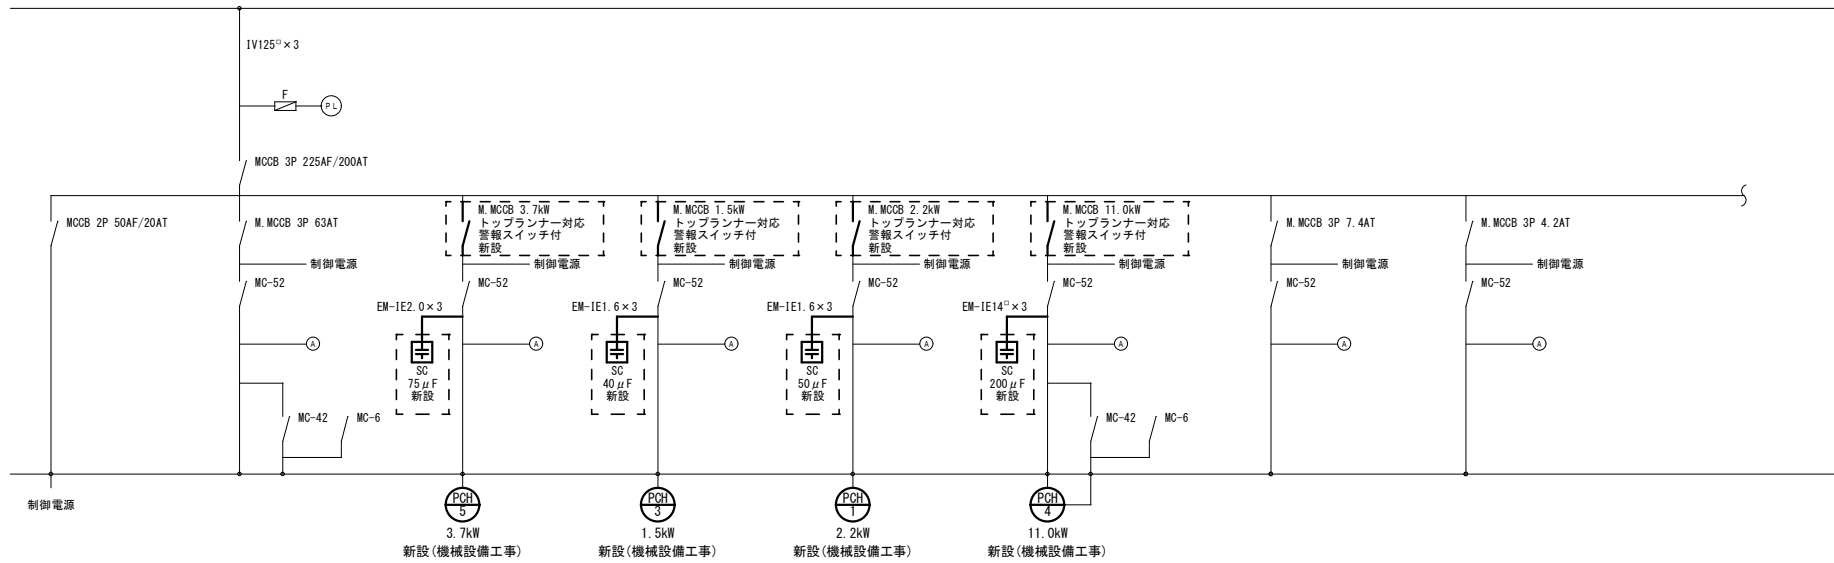 IV125□×3
F
PL
MCCB 3P 225AF/200AT
MCCB 2P 50AF/20AT
M.MCCB 3P 63AT
制御電源
MC-52
A
MC-42
MC-6
M.MCCB 3.7kW
トップランナー対応
警報スイッチ付
新設
制御電源
MC-52
EM-IE2.0×3
A
SC
75μF
新設
M.MCCB 1.5kW
トップランナー対応
警報スイッチ付
新設
制御電源
MC-52
EM-IE1.6×3
A
SC
40μF
新設
M.MCCB 2.2kW
トップランナー対応
警報スイッチ付
新設
制御電源
MC-52
EM-IE1.6×3
A
SC
50μF
新設
M.MCCB 11.0kW
トップランナー対応
警報スイッチ付
新設
制御電源
MC-52
EM-IE14□×3
A
SC
200μF
新設
MC-42
MC-6
M.MCCB 3P 7.4AT
制御電源
MC-52
A
M.MCCB 3P 4.2AT
制御電源
MC-52
A
制御電源
PCH
5
3.7kW
新設(機械設備工事)
PCH
3
1.5kW
新設(機械設備工事)
PCH
1
2.2kW
新設(機械設備工事)
PCH
4
11.0kW
新設(機械設備工事)